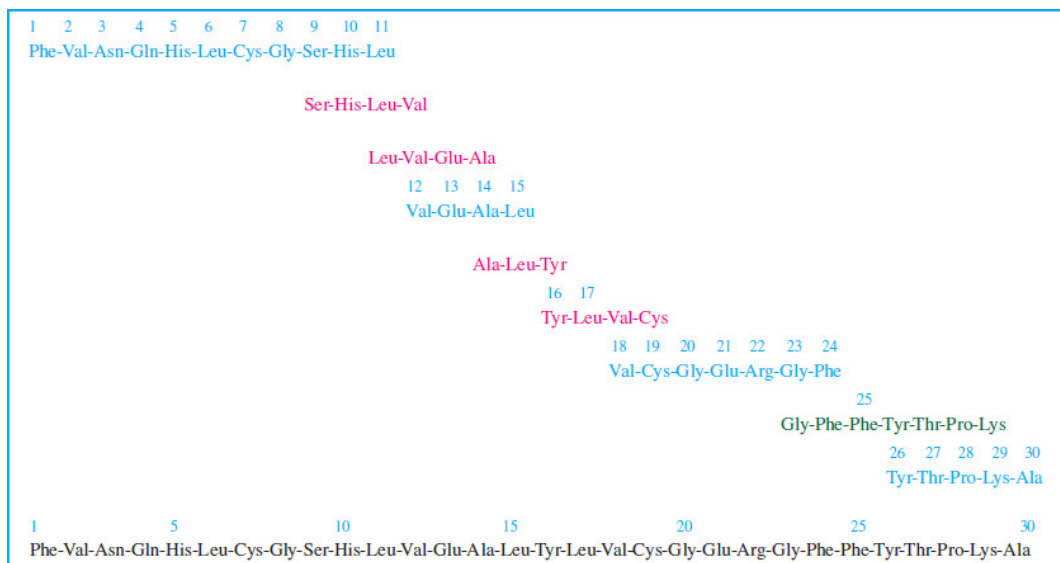 1 2 3 4 5 6 7 8 9 10 11
Phe-Val-Asn-Gln-His-Leu-Cys-Gly-Ser-His-Leu
Ser-His-Leu-Val
Leu-Val-Glu-Ala
12 13 14 15
Val-Glu-Ala-Leu
Ala-Leu-Tyr
16 17
Tyr-Leu-Val-Cys
18 19 20 21 22 23 24
Val-Cys-Gly-Glu-Arg-Gly-Phe
25
Gly-Phe-Phe-Tyr-Thr-Pro-Lys
26 27 28 29 30
Tyr-Thr-Pro-Lys-Ala
1 5 10 15 20 25 30
Phe-Val-Asn-Gln-His-Leu-Cys-Gly-Ser-His-Leu-Val-Glu-Ala-Leu-Tyr-Leu-Val-Cys-Gly-Glu-Arg-Gly-Phe-Phe-Tyr-Thr-Pro-Lys-Ala